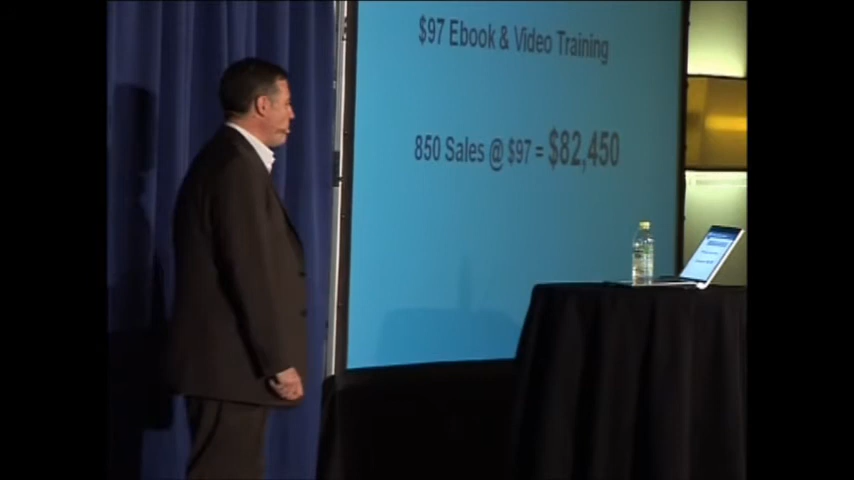 $97 Ebook & Video Training
850 Sales @ $97 = $82,450